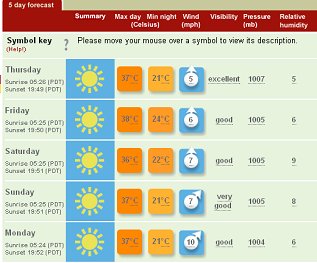 5 day forecast
Summary Max day Min night Wind Visibility Pressure Relative
(Celsius) (mph) (mb) humidity
Symbol key ? Please move your mouse over a symbol to view its description.
(Help!)
Thursday
Sunrise 05:26 (PDT)
Sunset 19:49 (PDT)
37°C 21°C 5 excellent 1007 5
Friday
Sunrise 05:25 (PDT)
Sunset 19:50 (PDT)
38°C 24°C 6 good 1005 6
Saturday
Sunrise 05:25 (PDT)
Sunset 19:51 (PDT)
36°C 22°C 7 good 1005 9
Sunday
Sunrise 05:25 (PDT)
Sunset 19:51 (PDT)
37°C 21°C 7 very good 1005 8
Monday
Sunrise 05:24 (PDT)
Sunset 19:52 (PDT)
37°C 21°C 10 good 1004 6